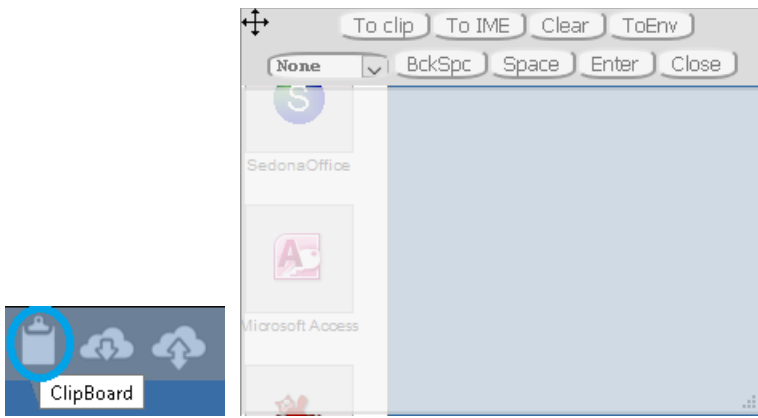 To clip To IME Clear ToEnv
None BckSpc Space Enter Close
S
SedonaOffice
A
Microsoft Access
ClipBoard